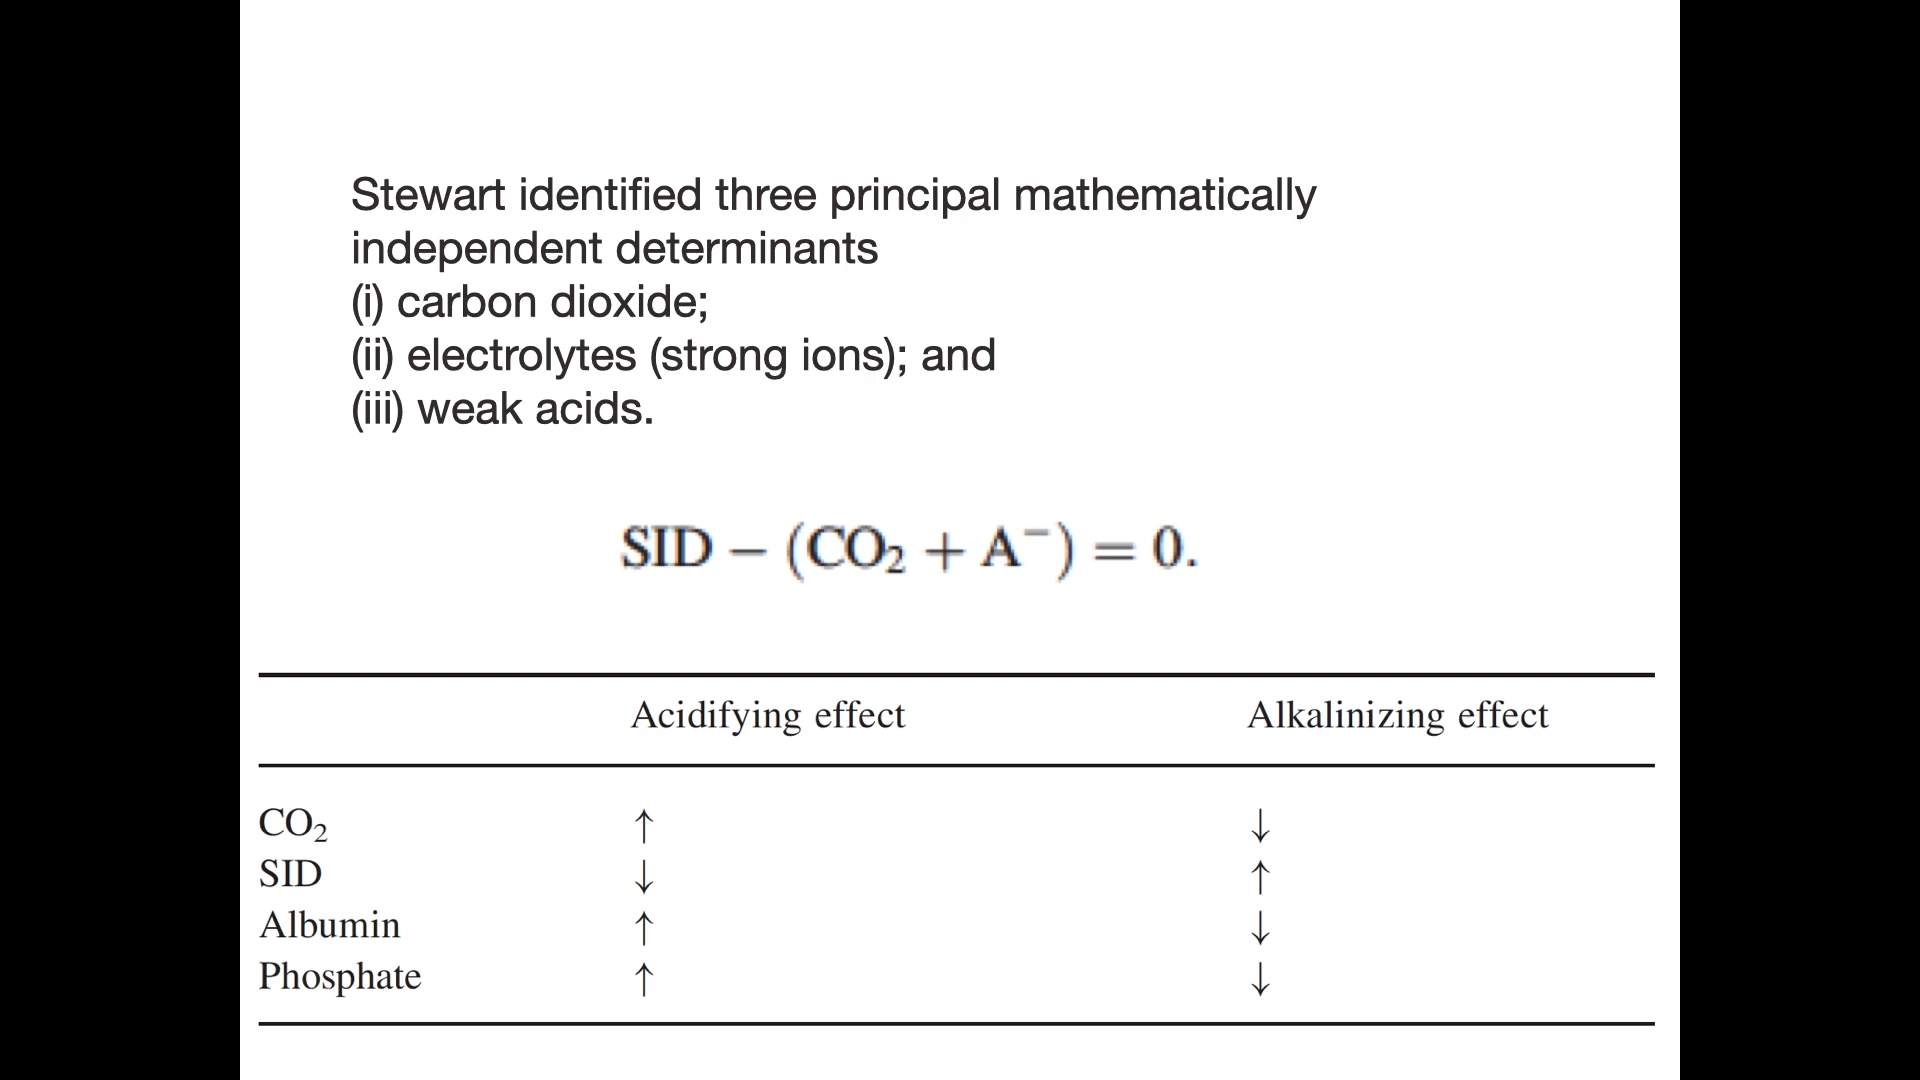 Stewart identified three principal mathematically
independent determinants
(i) carbon dioxide;
(ii) electrolytes (strong ions); and
(iii) weak acids.
SID − (CO₂ + A⁻) = 0.
Acidifying effect Alkalinizing effect
CO₂ ↑ ↓
SID ↓ ↑
Albumin ↑ ↓
Phosphate ↑ ↓